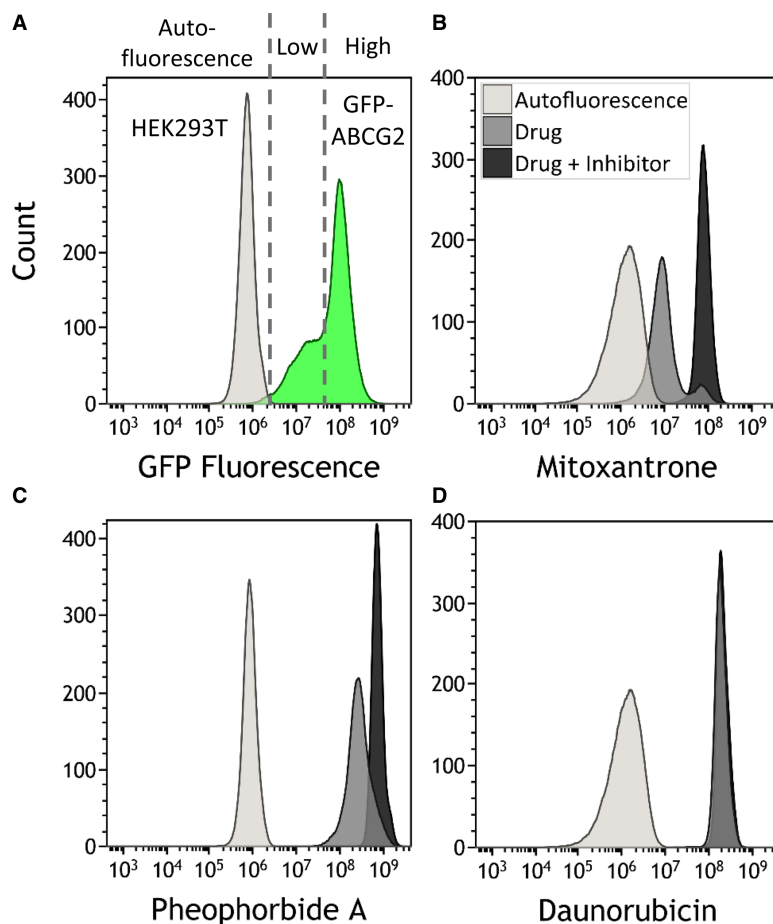 A
Auto-
fluorescence
Low
High
HEK293T
GFP-
ABCG2
400
300
200
100
0
Count
10³ 10⁴ 10⁵ 10⁶ 10⁷ 10⁸ 10⁹
GFP Fluorescence
B
Autofluorescence
Drug
Drug + Inhibitor
400
300
200
100
0
10³ 10⁴ 10⁵ 10⁶ 10⁷ 10⁸ 10⁹
Mitoxantrone
C
400
300
200
100
0
10³ 10⁴ 10⁵ 10⁶ 10⁷ 10⁸ 10⁹
Pheophorbide A
D
400
300
200
100
0
10³ 10⁴ 10⁵ 10⁶ 10⁷ 10⁸ 10⁹
Daunorubicin